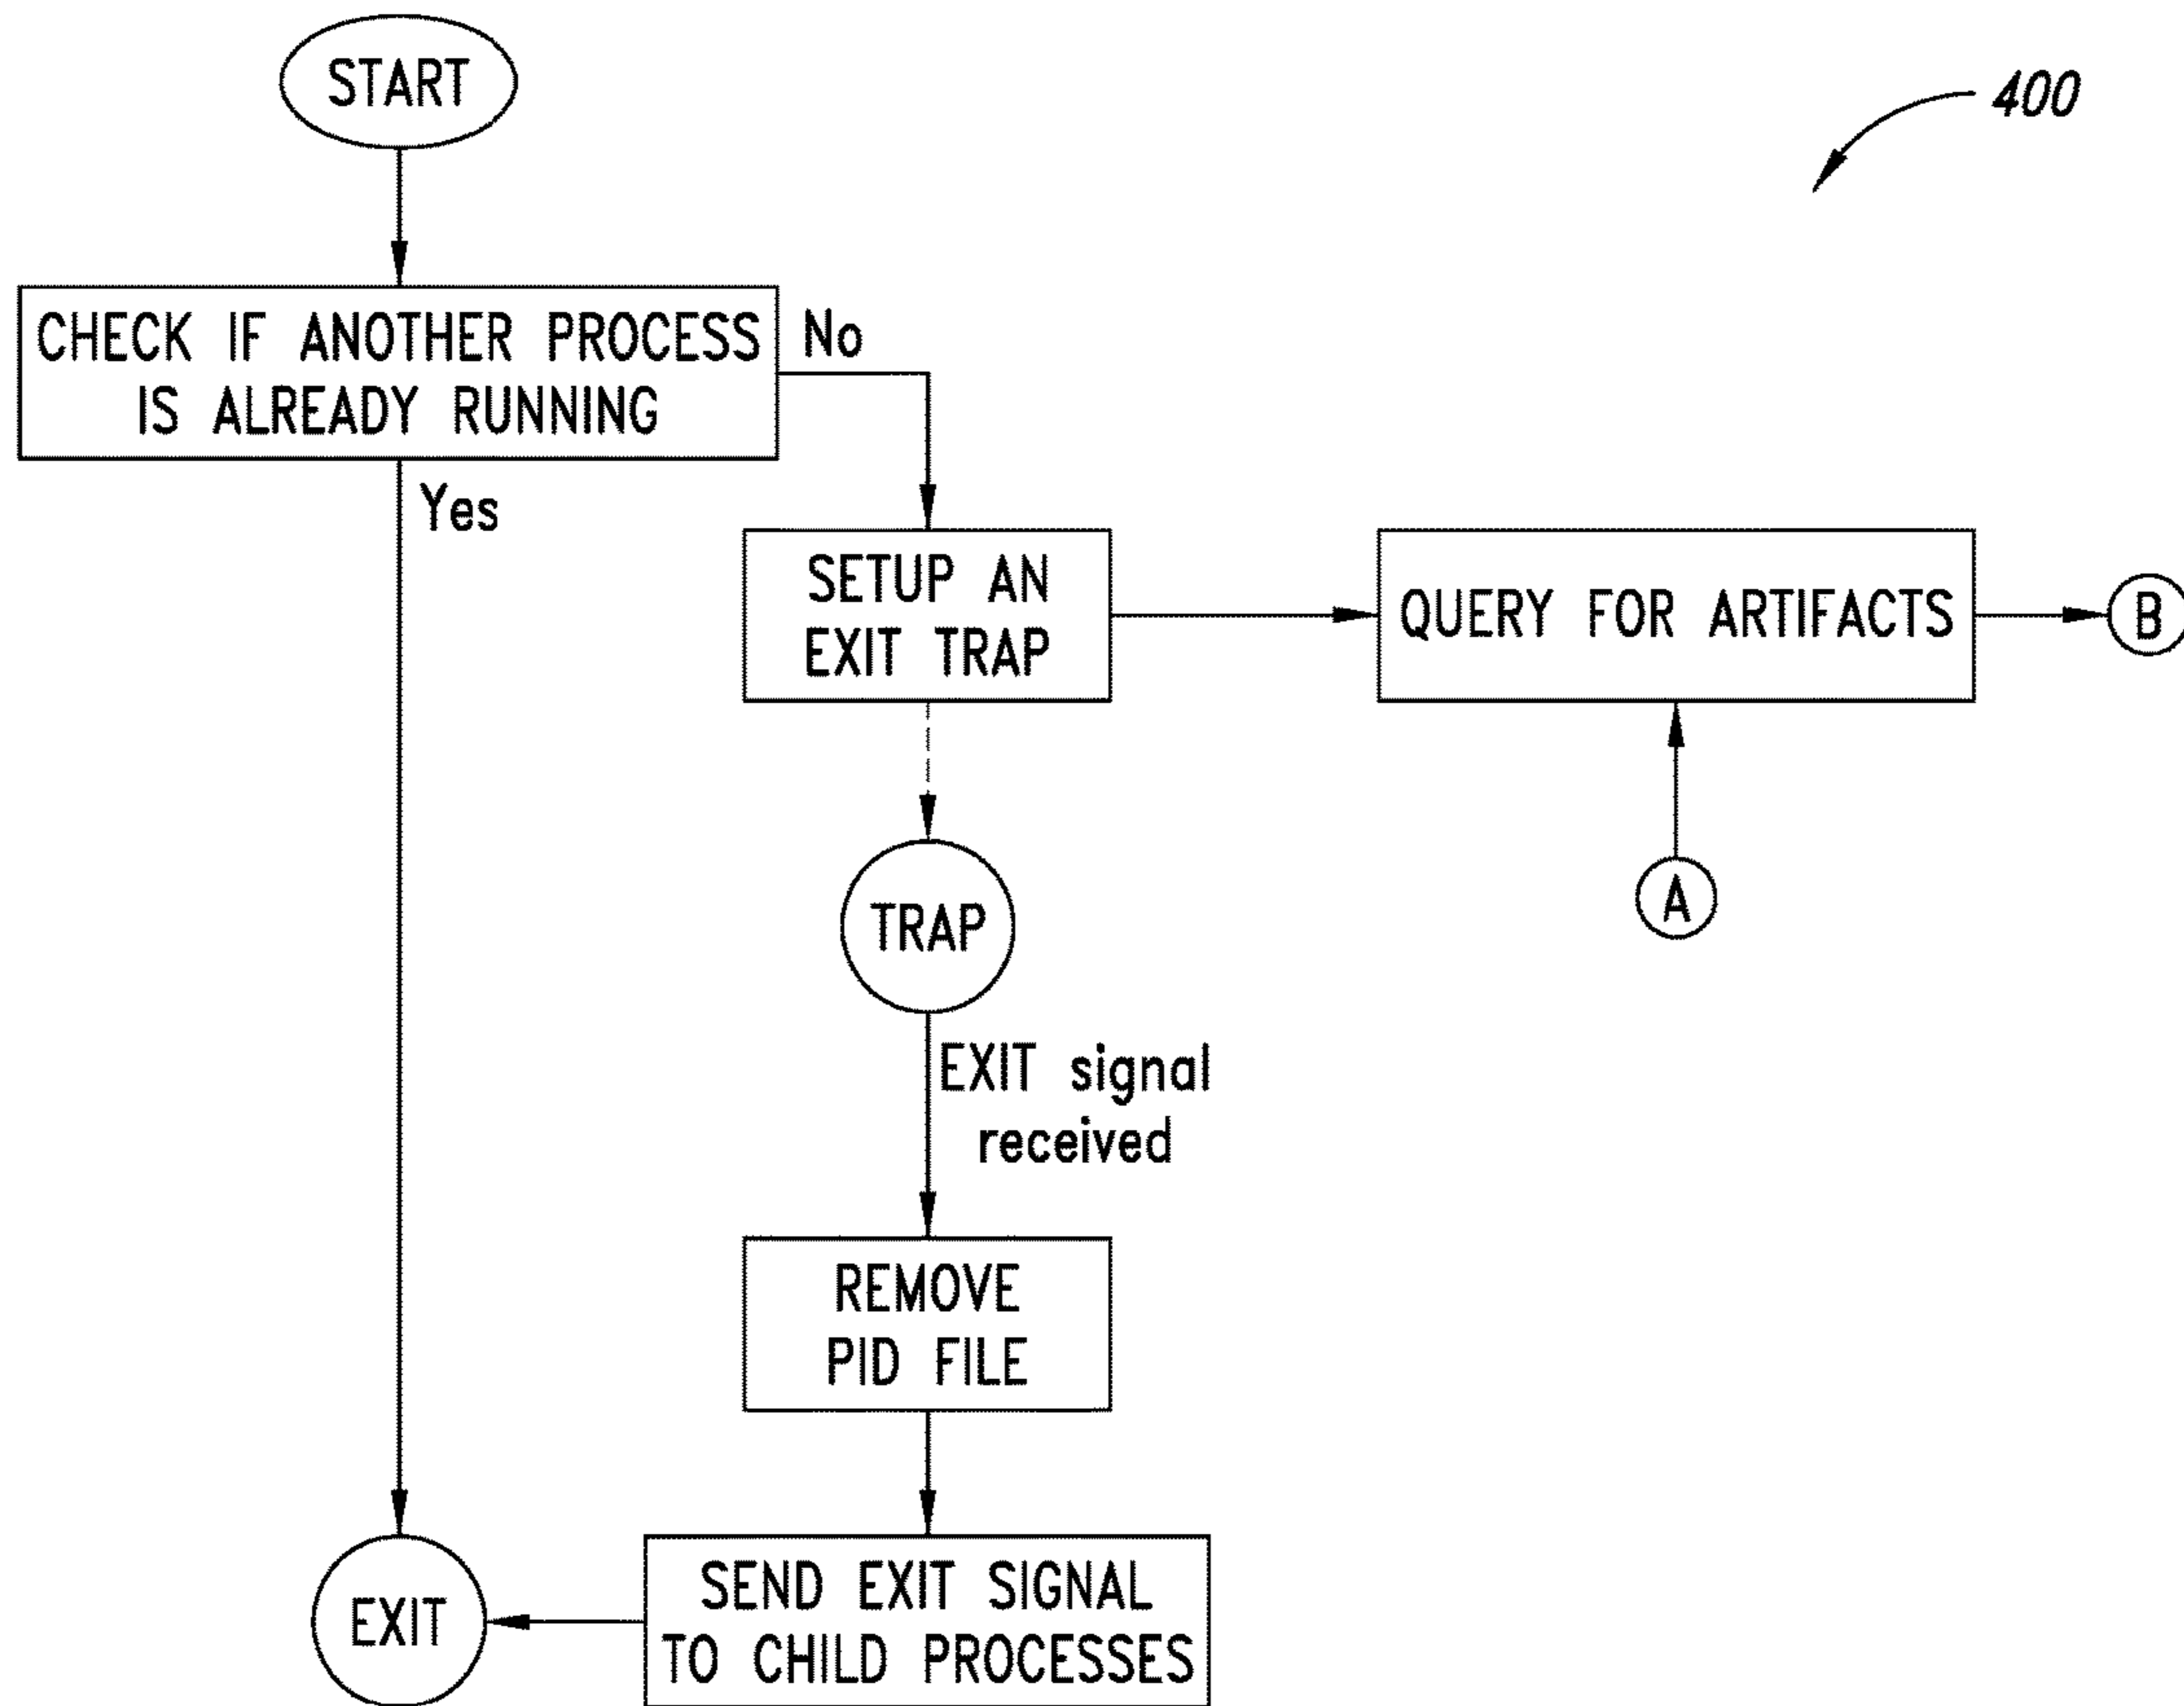 START
400
CHECK IF ANOTHER PROCESS
IS ALREADY RUNNING
No
Yes
SETUP AN
EXIT TRAP
QUERY FOR ARTIFACTS
B
TRAP
A
EXIT signal
received
REMOVE
PID FILE
EXIT
SEND EXIT SIGNAL
TO CHILD PROCESSES